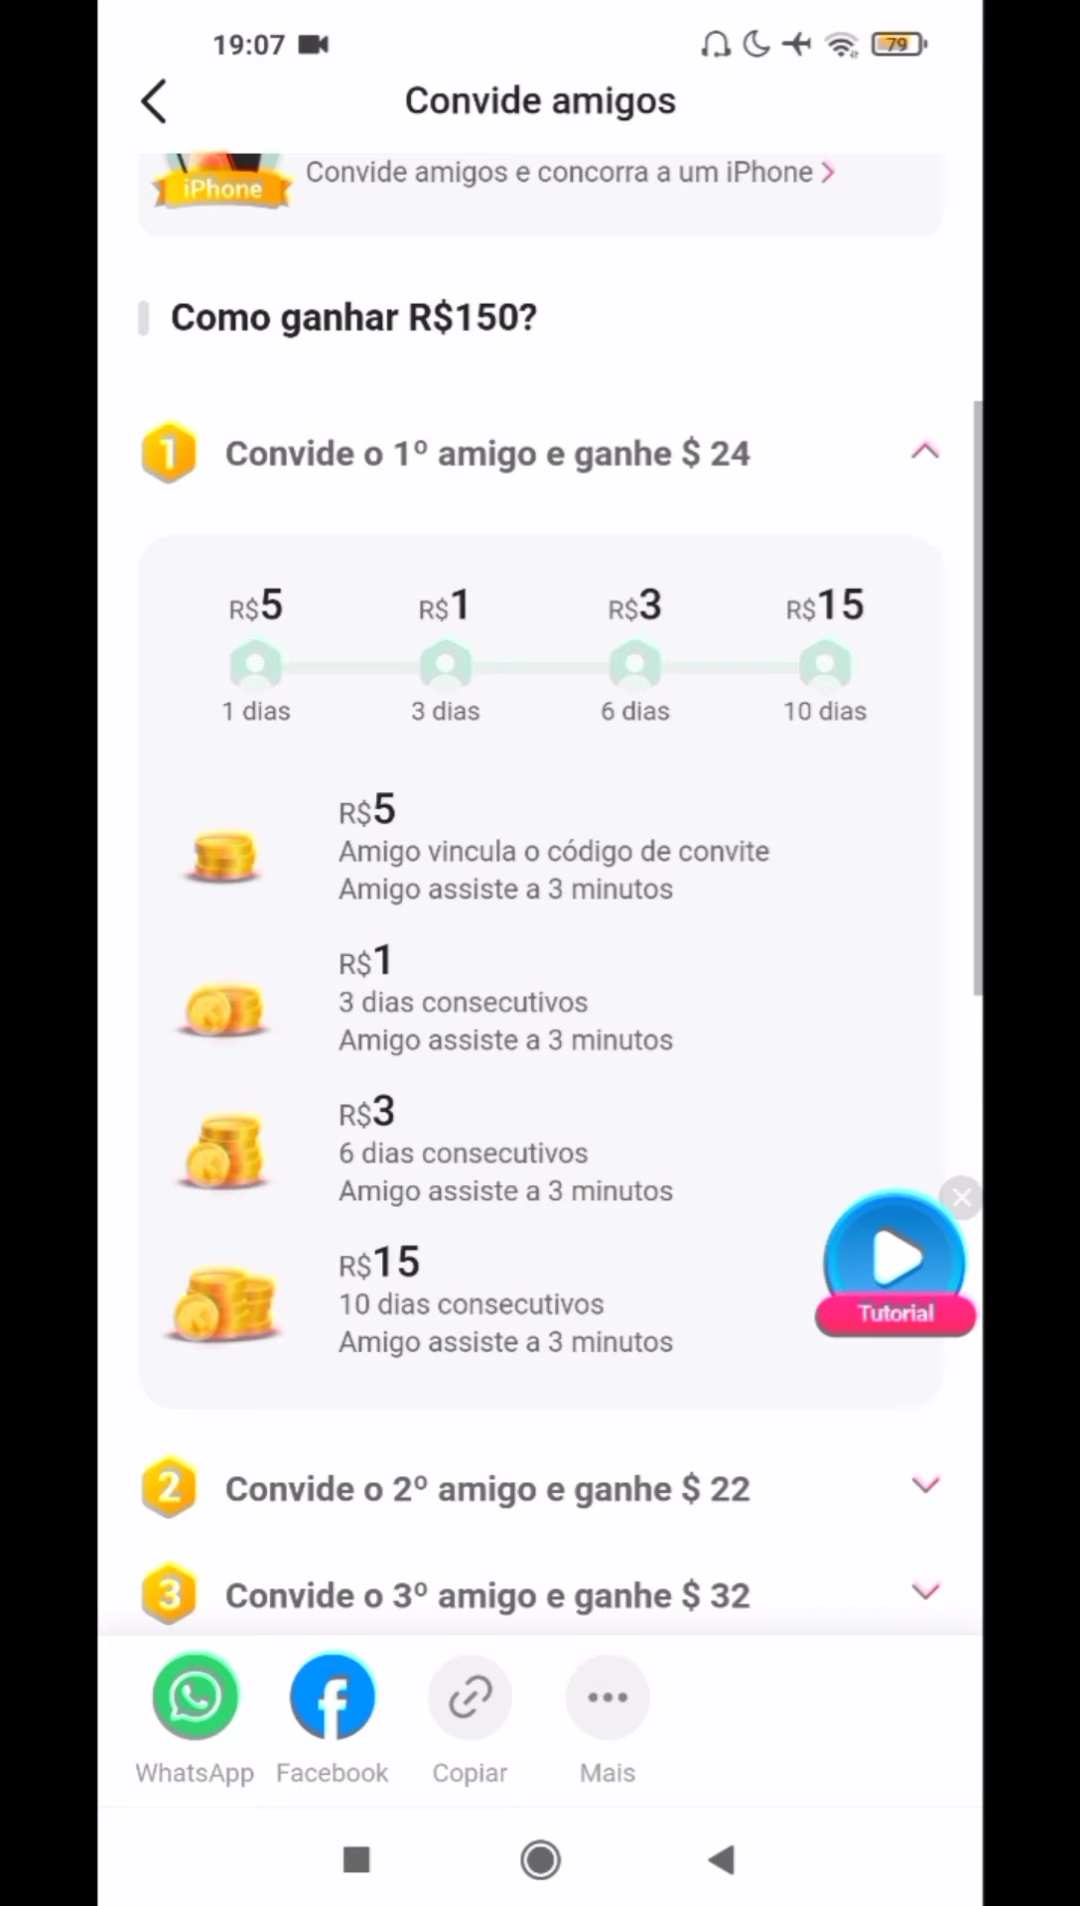 19:07
79
Convide amigos
iPhone
Convide amigos e concorra a um iPhone
Como ganhar R$150?
1 Convide o 1º amigo e ganhe $ 24
R$5 R$1 R$3 R$15
1 dias 3 dias 6 dias 10 dias
R$5
Amigo vincula o código de convite
Amigo assiste a 3 minutos
R$1
3 dias consecutivos
Amigo assiste a 3 minutos
R$3
6 dias consecutivos
Amigo assiste a 3 minutos
R$15
10 dias consecutivos
Amigo assiste a 3 minutos
Tutorial
2 Convide o 2º amigo e ganhe $ 22
3 Convide o 3º amigo e ganhe $ 32
WhatsApp Facebook Copiar Mais